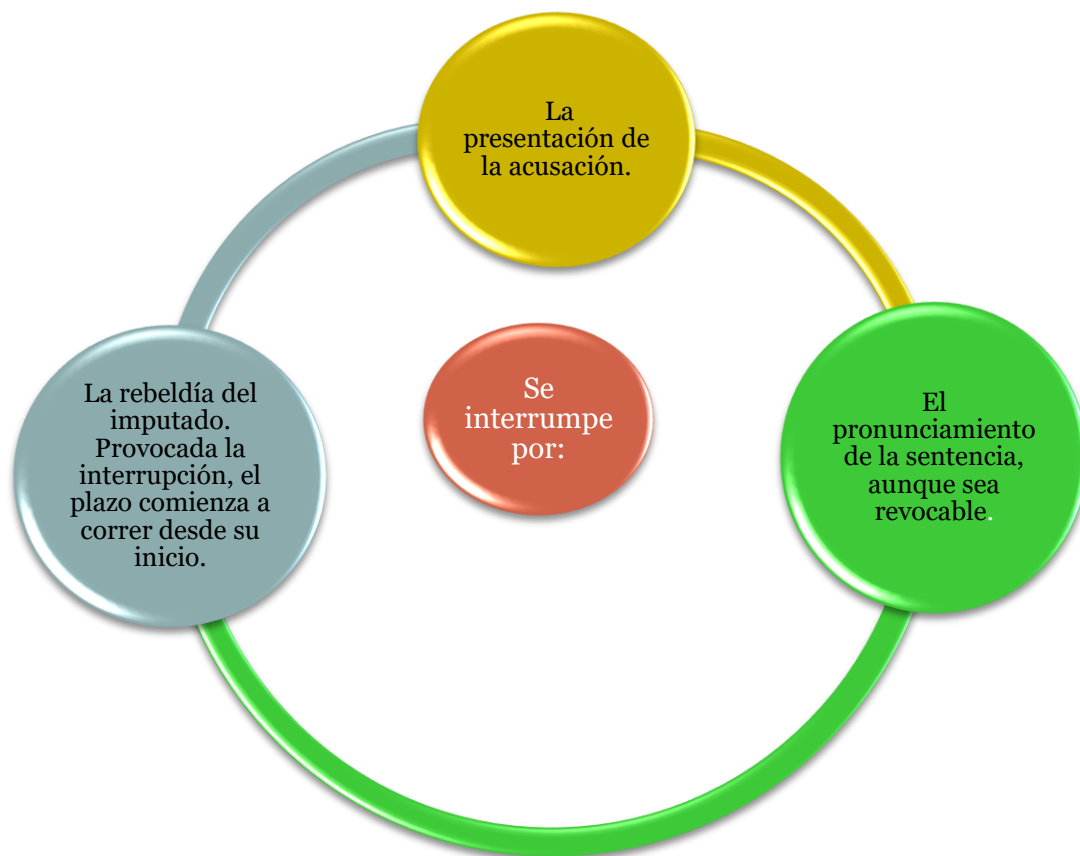 La
presentación de
la acusación.
Se
interrumpe
por:
El
pronunciamiento
de la sentencia,
aunque sea
revocable.
La rebeldía del
imputado.
Provocada la
interrupción, el
plazo comienza a
correr desde su
inicio.